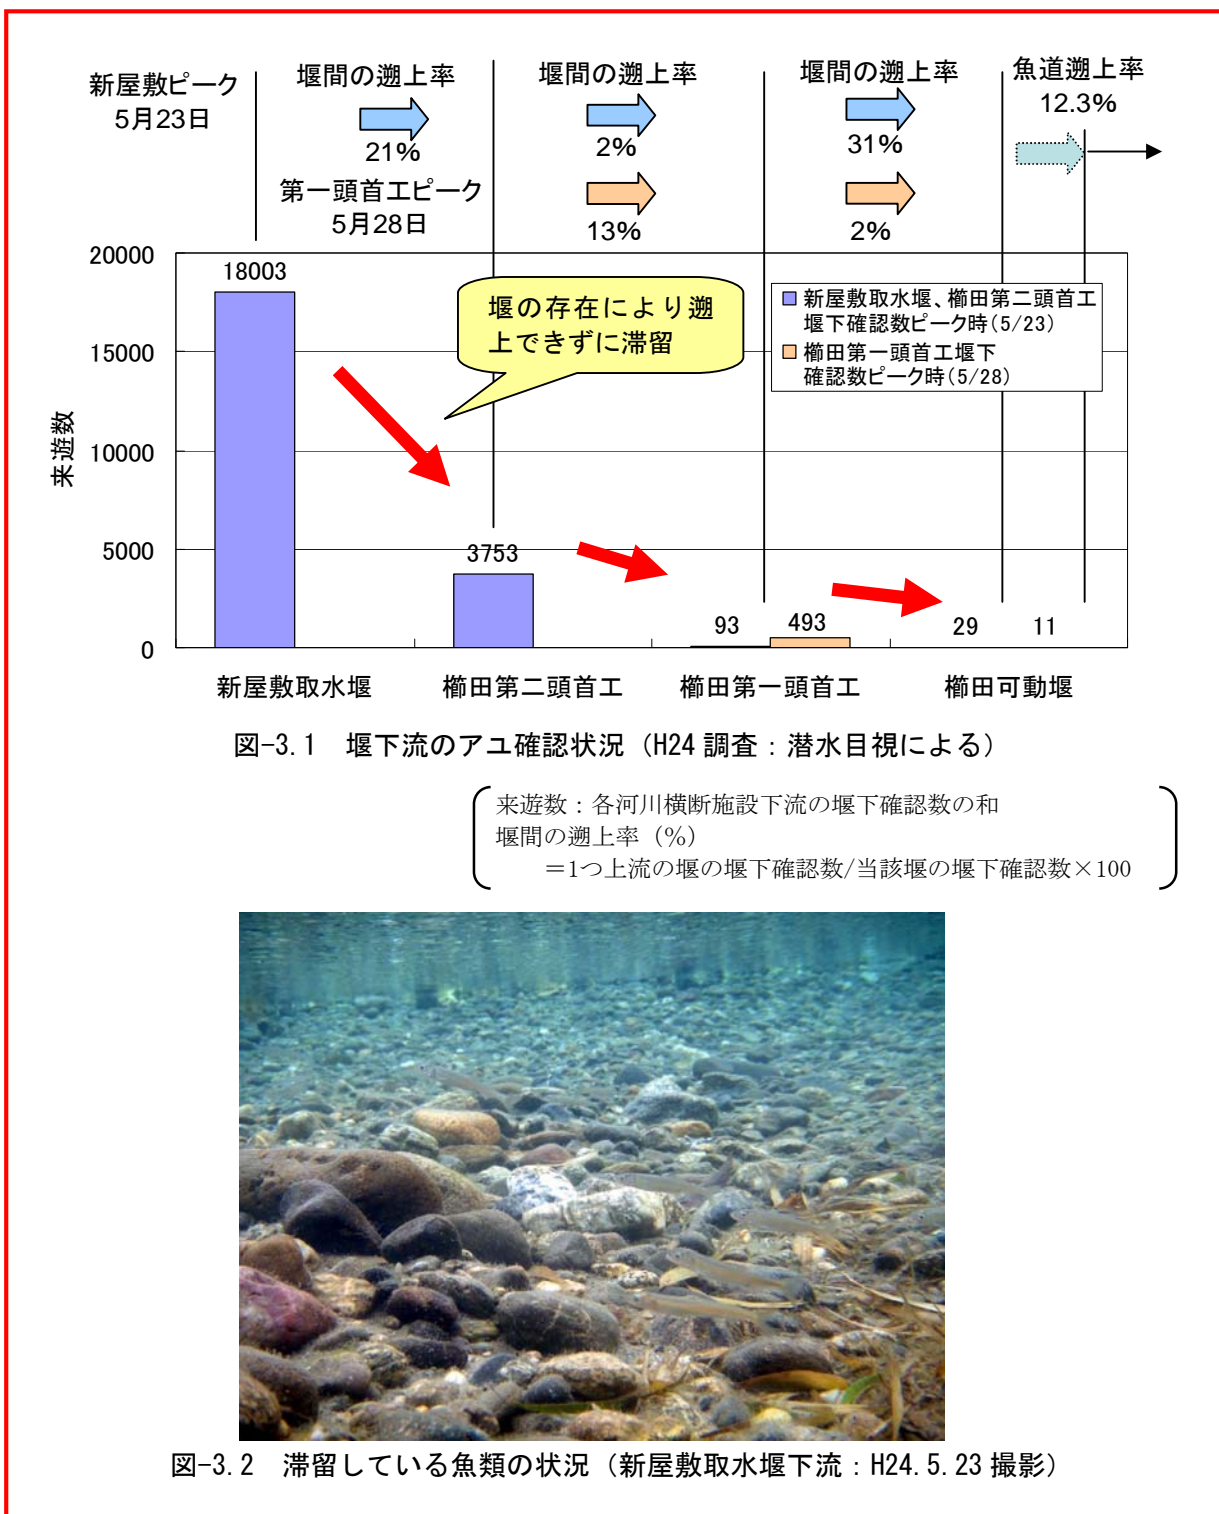 新屋敷ピーク
5月23日
堰間の遡上率
21%
第一頭首工ピーク
5月28日
堰間の遡上率
2%
13%
堰間の遡上率
31%
2%
魚道遡上率
12.3%
来遊数
20000
15000
10000
5000
0
18003
3753
93
493
29
11
堰の存在により遡
上できずに滞留
新屋敷取水堰、櫛田第二頭首工
堰下確認数ピーク時(5/23)
櫛田第一頭首工堰下
確認数ピーク時(5/28)
新屋敷取水堰
櫛田第二頭首工
櫛田第一頭首工
櫛田可動堰
図-3.1 堰下流のアユ確認状況（H24 調査：潜水目視による）
来遊数：各河川横断施設下流の堰下確認数の和
堰間の遡上率（%）
＝1つ上流の堰の堰下確認数/当該堰の堰下確認数×100
図-3.2 滞留している魚類の状況（新屋敷取水堰下流：H24.5.23 撮影）